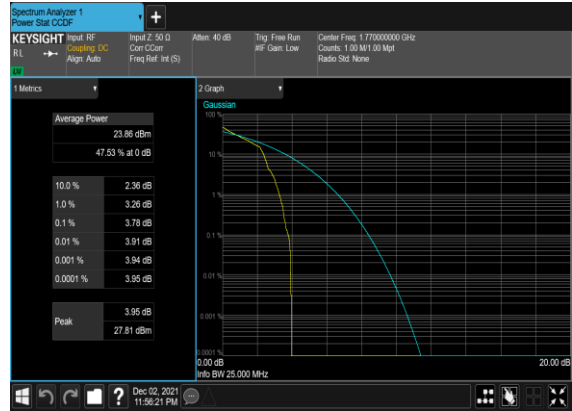 Spectrum Analyzer 1
Power Stat CCDF
KEYSIGHT
RL
Input: RF
Coupling: DC
Align: Auto
Input Z: 50 Ω
Corr CCorr
Freq Ref: Int (S)
Atten: 40 dB
Trig: Free Run
#IF Gain: Low
Center Freq: 1.770000000 GHz
Counts: 1.00 M/1.00 Mpt
Radio Std: None
1 Metrics
Average Power
23.86 dBm
47.53 % at 0 dB
10.0 % 2.36 dB
1.0 % 3.26 dB
0.1 % 3.78 dB
0.01 % 3.91 dB
0.001 % 3.94 dB
0.0001 % 3.95 dB
Peak
3.95 dB
27.81 dBm
2 Graph
Gaussian
100 %
10 %
1 %
0.1 %
0.01 %
0.001 %
0.0001 %
0.00 dB
20.00 dB
Info BW 25.000 MHz
Dec 02, 2021
11:56:21 PM